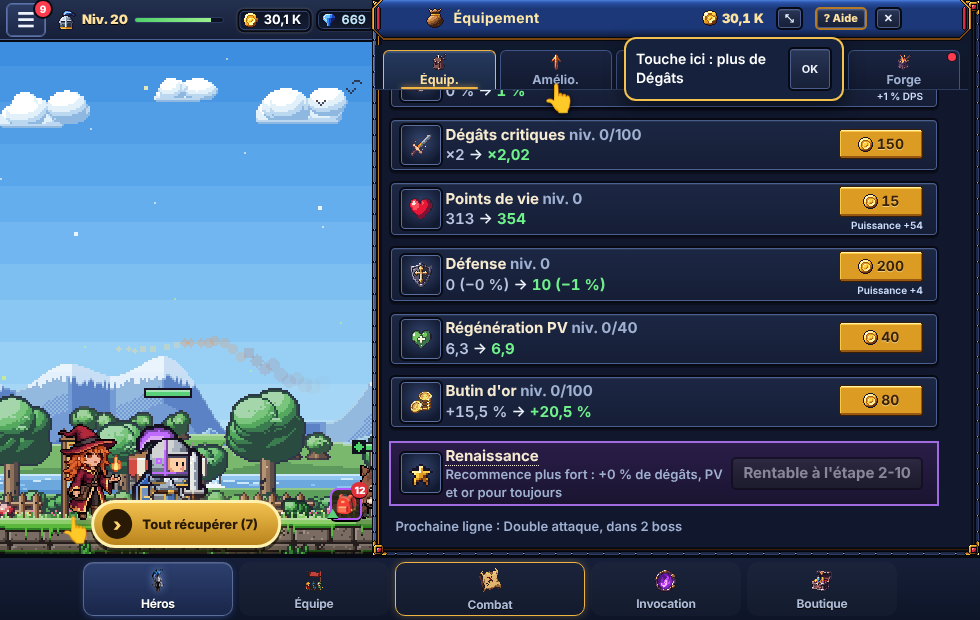 9
Niv. 20
30,1 K
669
Équipement
30,1 K
? Aide
×
Équip.
Amélio.
Touche ici : plus de
Dégâts
OK
Forge
0 % → 1 %
+1 % DPS
Dégâts critiques niv. 0/100
×2 → ×2,02
150
Points de vie niv. 0
313 → 354
15
Puissance +54
Défense niv. 0
0 (−0 %) → 10 (−1 %)
200
Puissance +4
Régénération PV niv. 0/40
6,3 → 6,9
40
Butin d'or niv. 0/100
+15,5 % → +20,5 %
80
Renaissance
Recommence plus fort : +0 % de dégâts, PV
et or pour toujours
Rentable à l'étape 2-10
Prochaine ligne : Double attaque, dans 2 boss
12
Tout récupérer (7)
Héros
Équipe
Combat
Invocation
Boutique